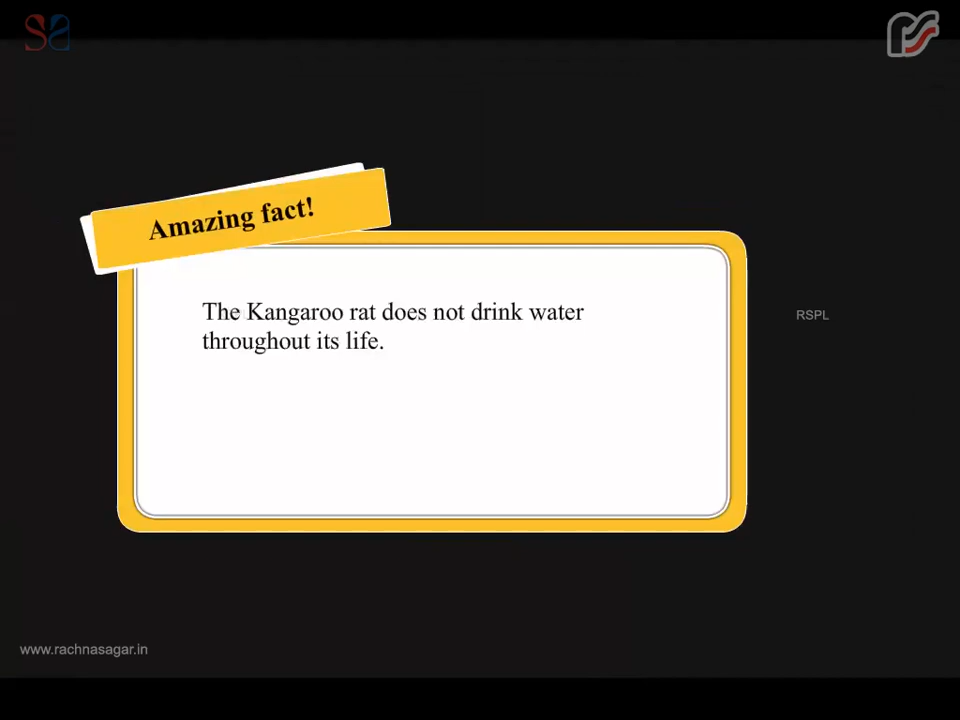 Amazing fact!
The Kangaroo rat does not drink water
throughout its life.
RSPL
www.rachnasagar.in